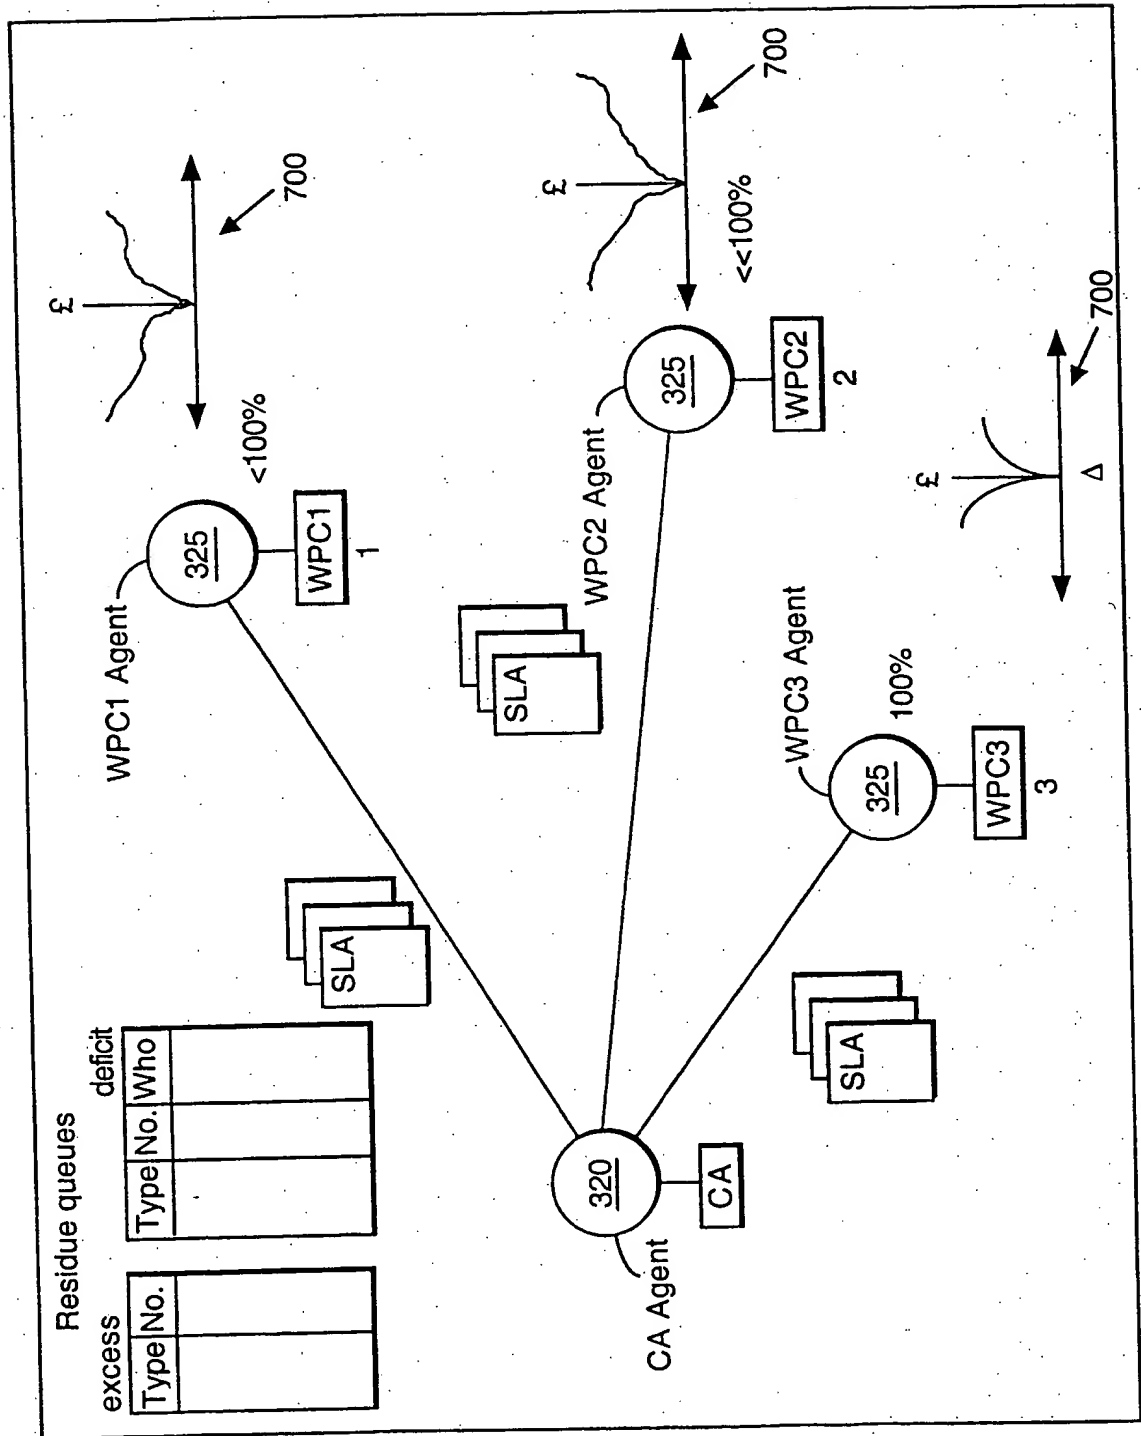 Residue queues
excess
deficit
Type No.
Type No. Who
SLA
WPC1 Agent
325
WPC1
1
<100%
£
700
SLA
WPC2 Agent
325
WPC2
2
<<100%
£
700
CA Agent
320
CA
SLA
WPC3 Agent
325
WPC3
3
100%
£
Δ
700